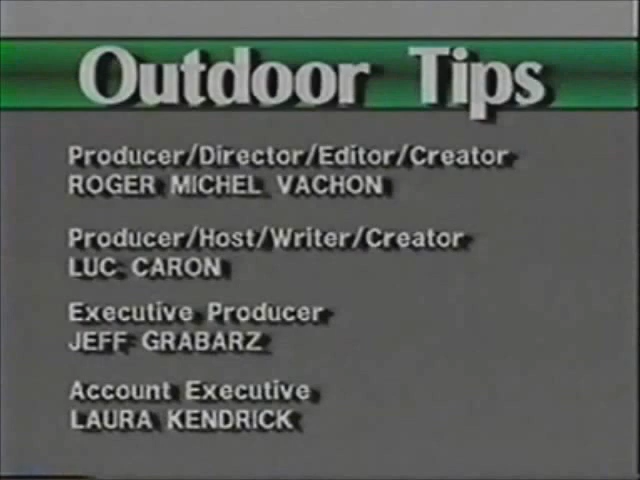 Outdoor Tips
Producer/Director/Editor/Creator
ROGER MICHEL VACHON
Producer/Host/Writer/Creator
LUC CARON
Executive Producer
JEFF GRABARZ
Account Executive
LAURA KENDRICK